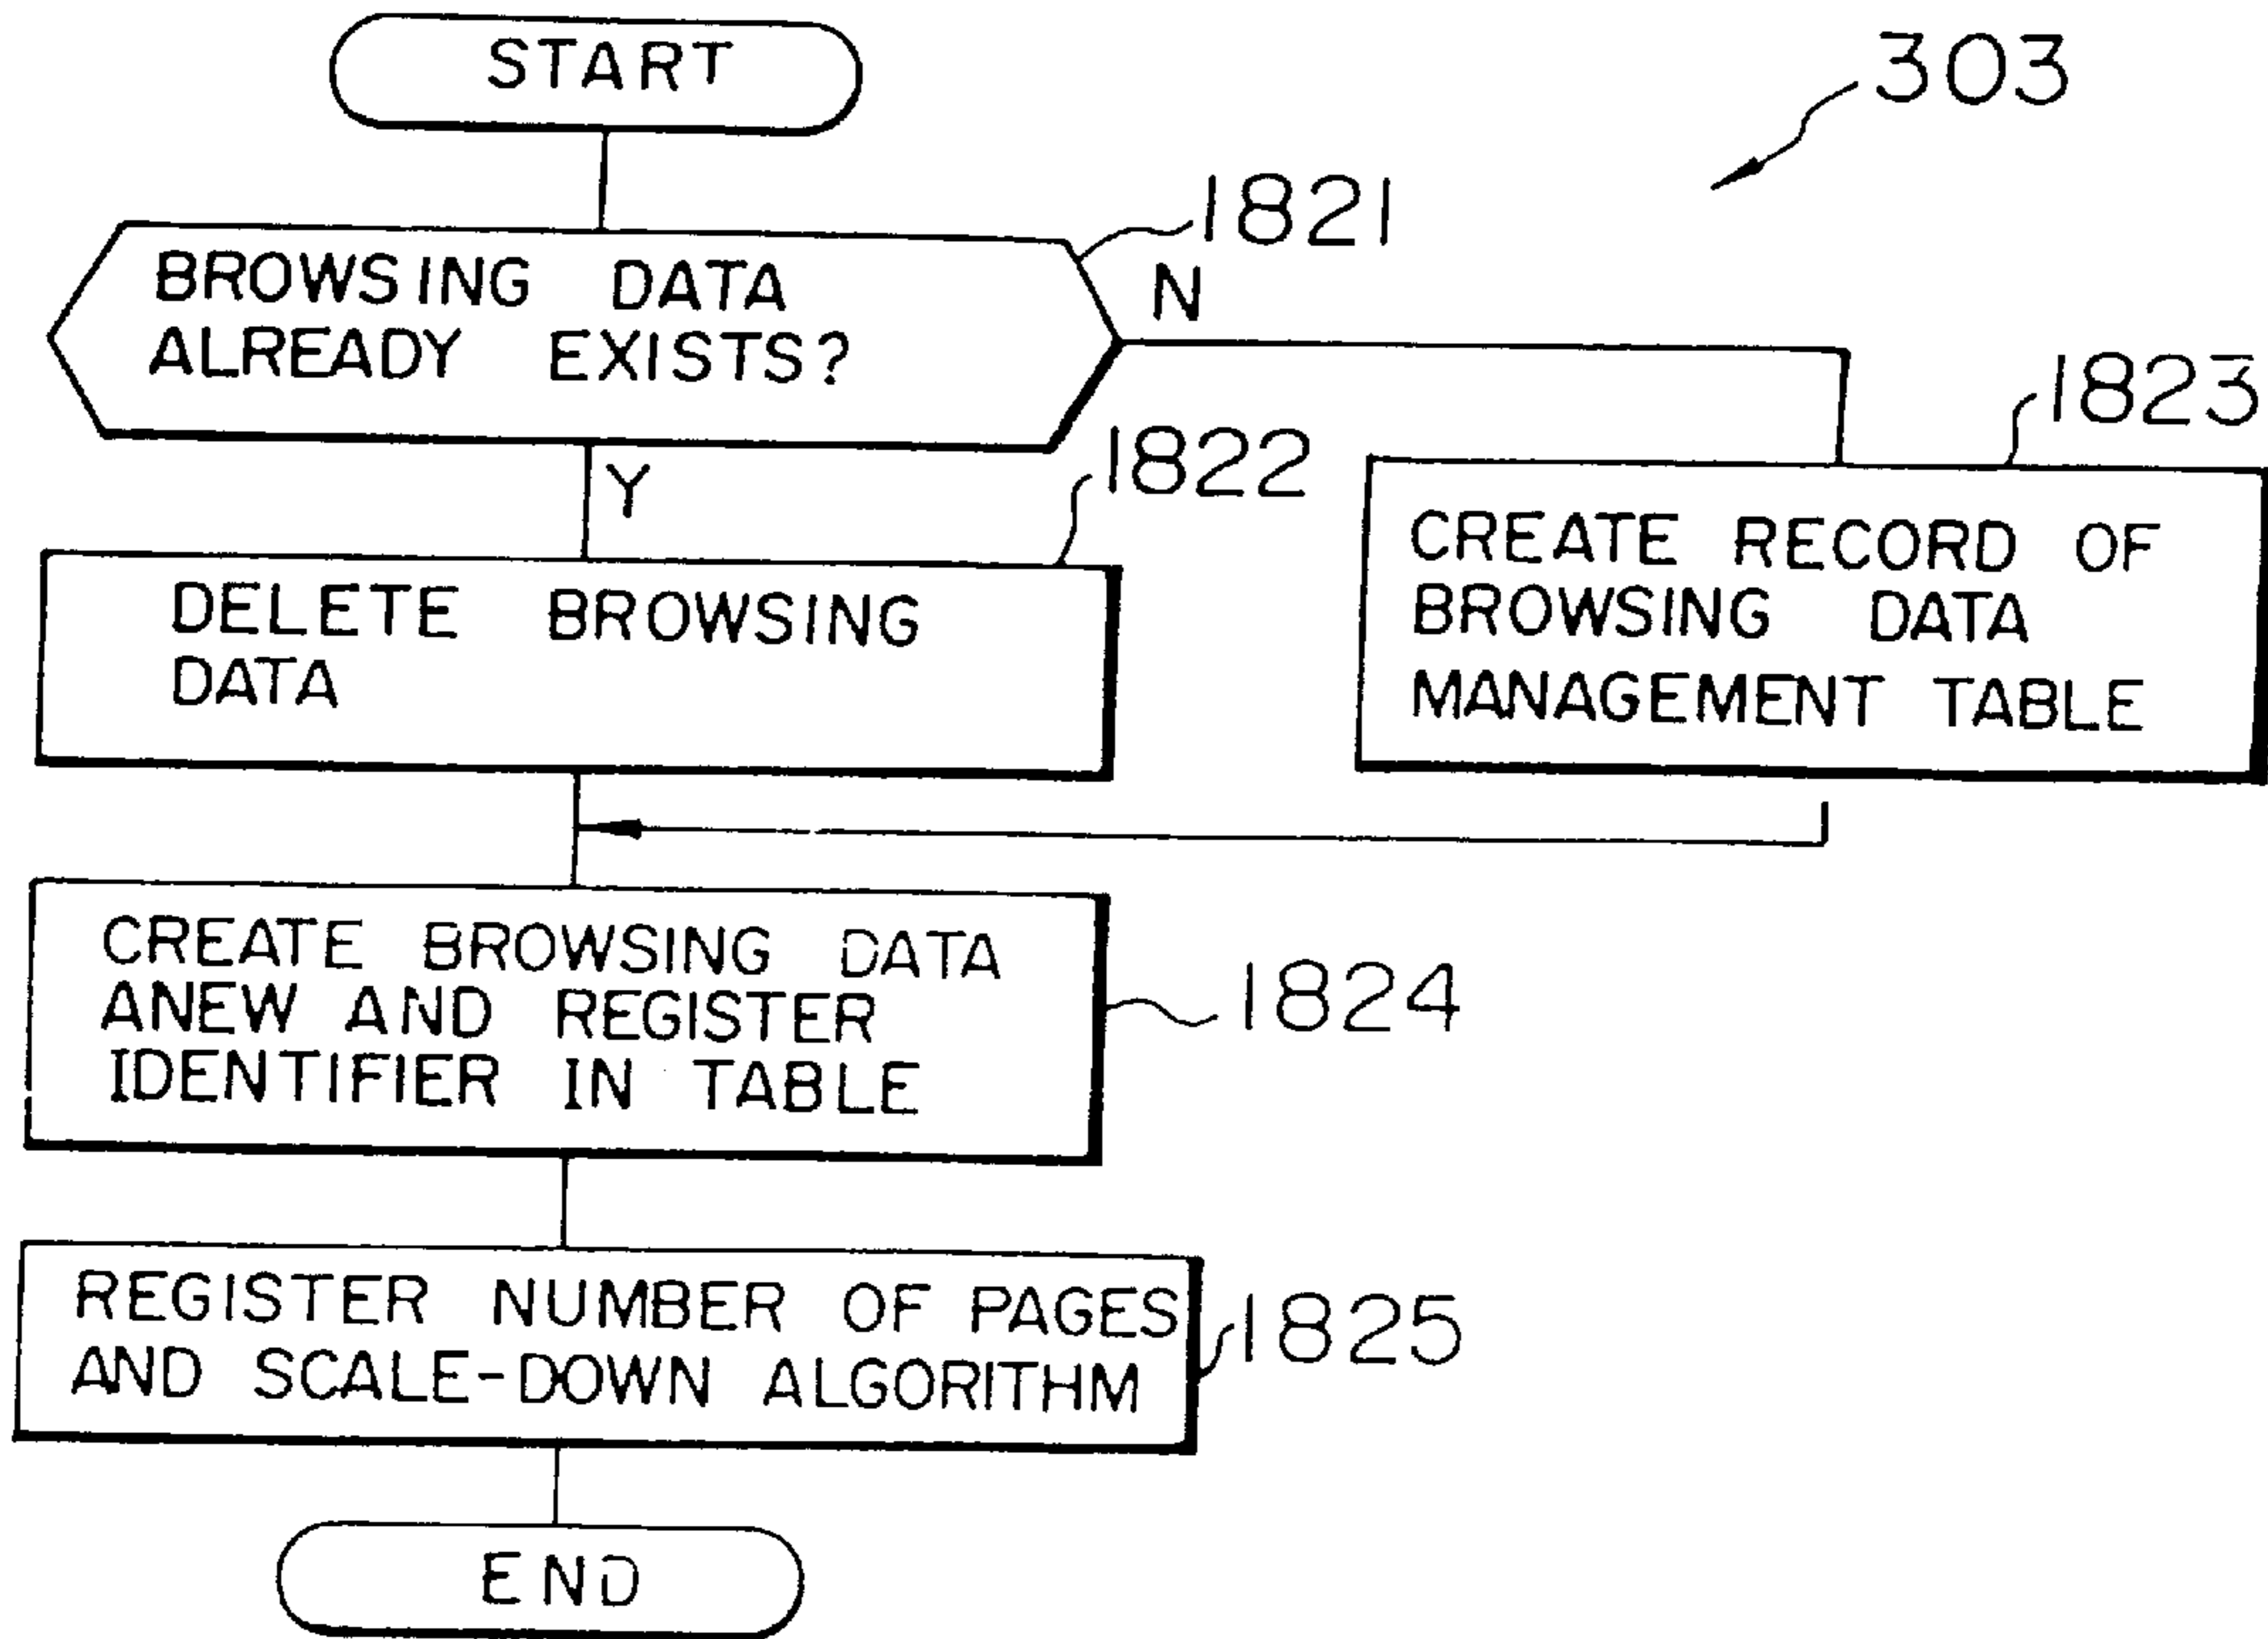 START
303
1821
BROWSING DATA
ALREADY EXISTS?
N
1823
Y
1822
CREATE RECORD OF
BROWSING DATA
MANAGEMENT TABLE
DELETE BROWSING
DATA
CREATE BROWSING DATA
ANEW AND REGISTER
IDENTIFIER IN TABLE
1824
REGISTER NUMBER OF PAGES
AND SCALE-DOWN ALGORITHM
1825
END